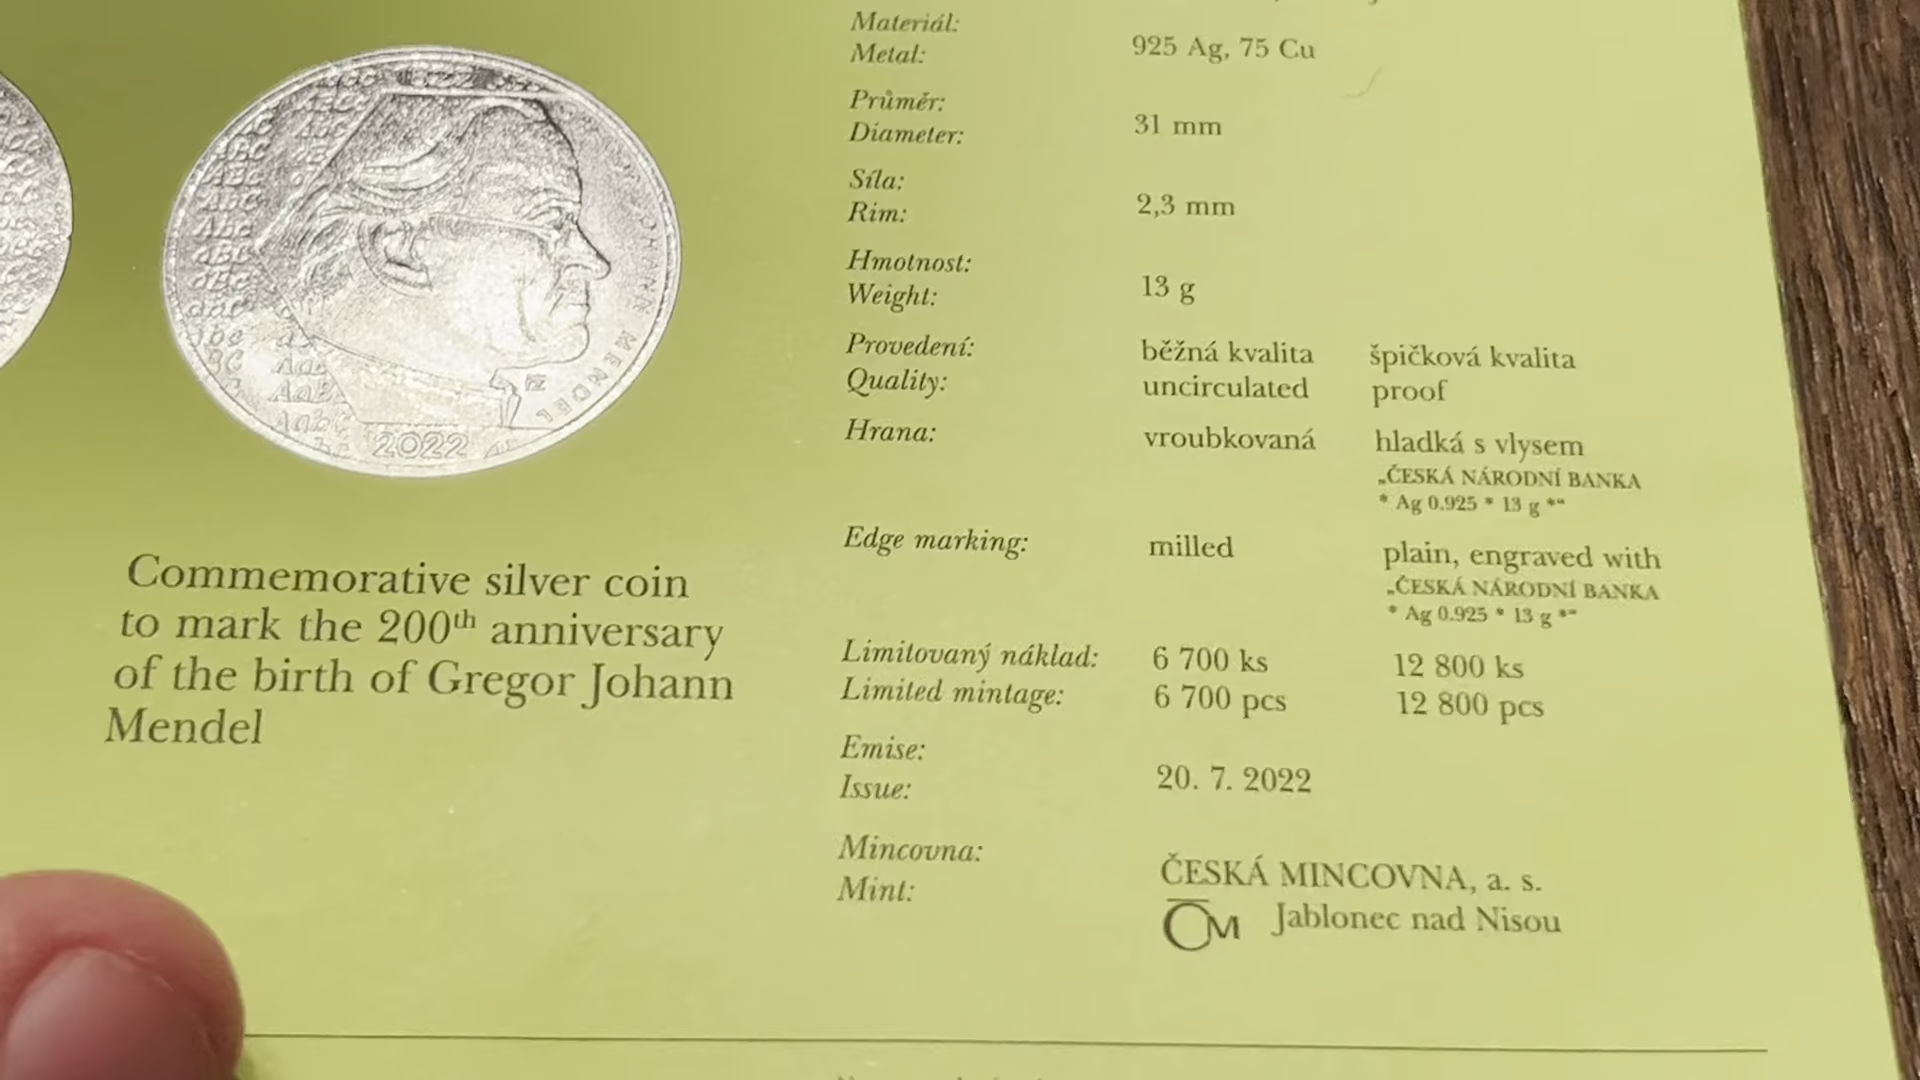 JOHANN MENDEL
2022
Commemorative silver coin
to mark the 200th anniversary
of the birth of Gregor Johann
Mendel
Materiál:
Metal:
925 Ag, 75 Cu
Průměr:
Diameter:
31 mm
Síla:
Rim:
2,3 mm
Hmotnost:
Weight:
13 g
Provedení:
Quality:
běžná kvalita špičková kvalita
uncirculated proof
Hrana: vroubkovaná hladká s vlysem
„ČESKÁ NÁRODNÍ BANKA
* Ag 0.925 * 13 g *“
Edge marking: milled plain, engraved with
„ČESKÁ NÁRODNÍ BANKA
* Ag 0.925 * 13 g *“
Limitovaný náklad: 6 700 ks 12 800 ks
Limited mintage: 6 700 pcs 12 800 pcs
Emise:
Issue:
20. 7. 2022
Mincovna:
Mint:
ČESKÁ MINCOVNA, a. s.
ČM Jablonec nad Nisou